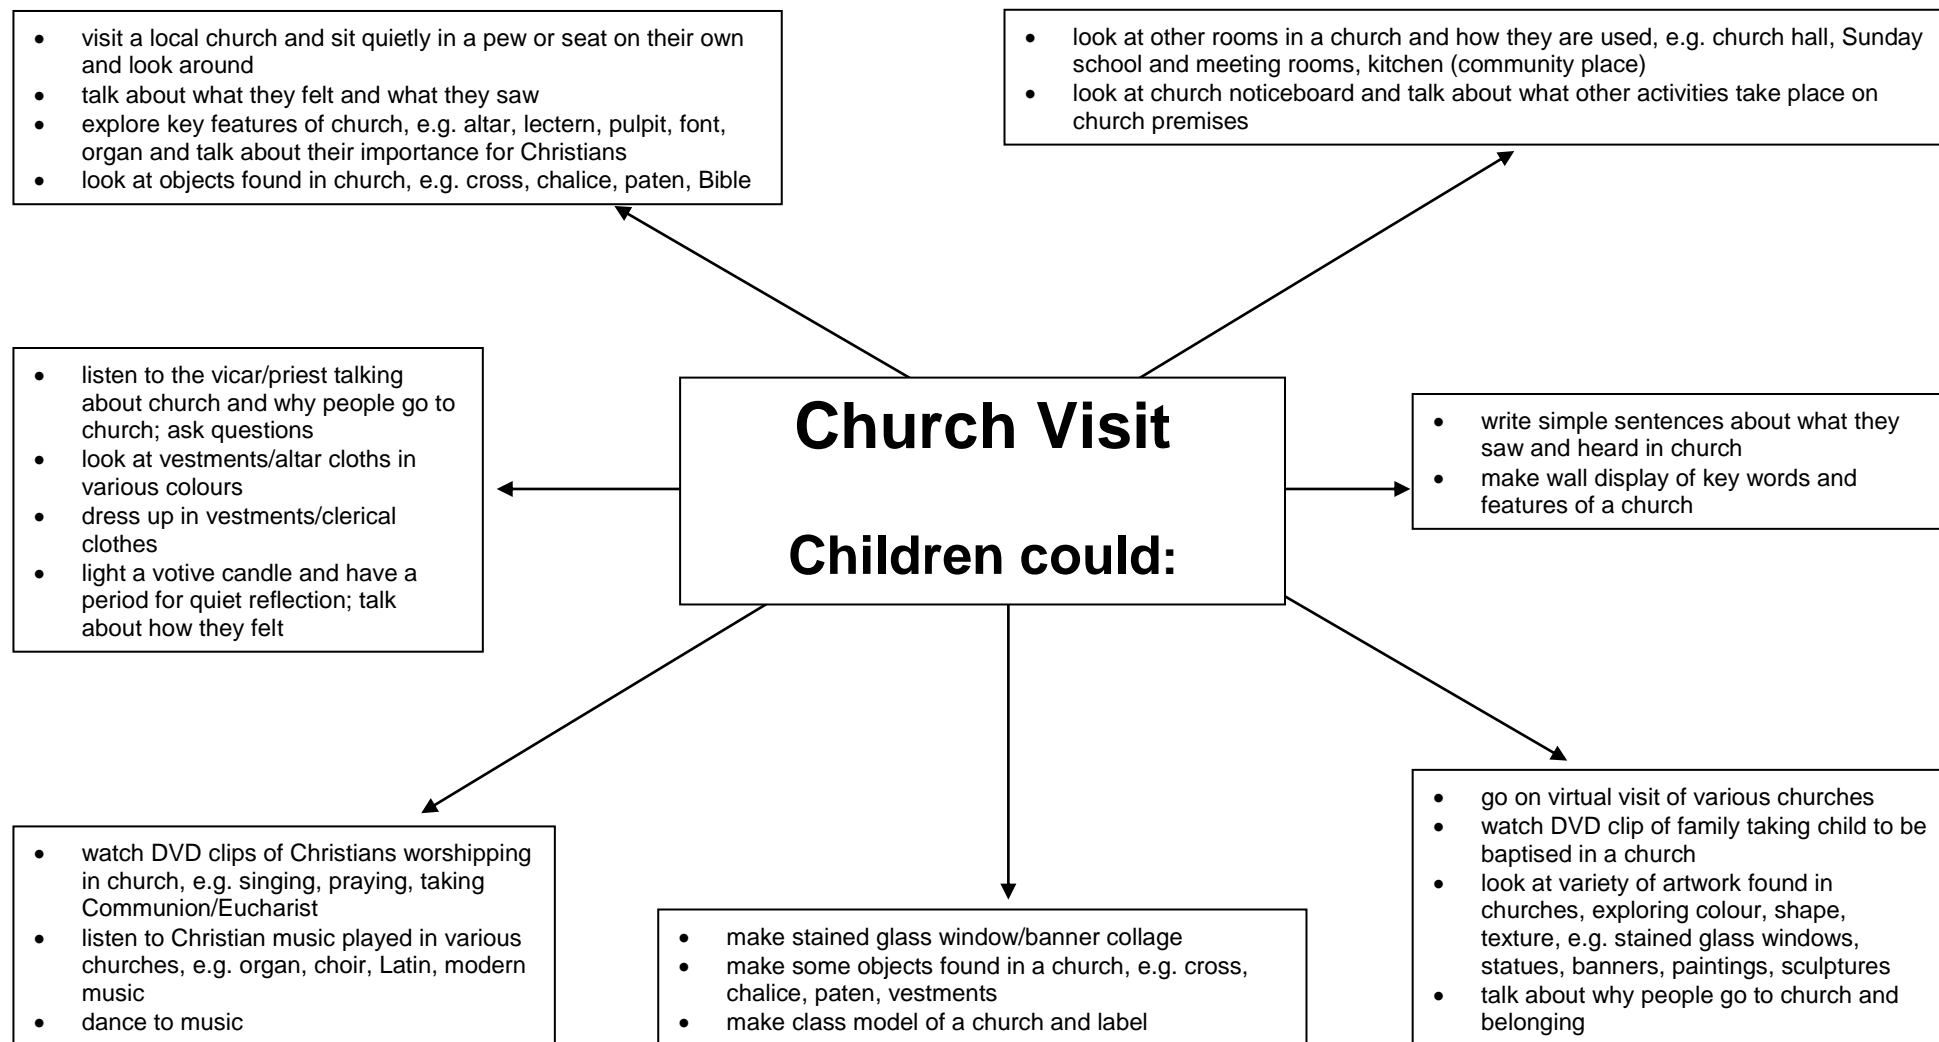 • visit a local church and sit quietly in a pew or seat on their own
and look around
• talk about what they felt and what they saw
• explore key features of church, e.g. altar, lectern, pulpit, font,
organ and talk about their importance for Christians
• look at objects found in church, e.g. cross, chalice, paten, Bible
• look at other rooms in a church and how they are used, e.g. church hall, Sunday
school and meeting rooms, kitchen (community place)
• look at church noticeboard and talk about what other activities take place on
church premises
• listen to the vicar/priest talking
about church and why people go to
church; ask questions
• look at vestments/altar cloths in
various colours
• dress up in vestments/clerical
clothes
• light a votive candle and have a
period for quiet reflection; talk
about how they felt
Church Visit
Children could:
• write simple sentences about what they
saw and heard in church
• make wall display of key words and
features of a church
• watch DVD clips of Christians worshipping
in church, e.g. singing, praying, taking
Communion/Eucharist
• listen to Christian music played in various
churches, e.g. organ, choir, Latin, modern
music
• dance to music
• make stained glass window/banner collage
• make some objects found in a church, e.g. cross,
chalice, paten, vestments
• make class model of a church and label
• go on virtual visit of various churches
• watch DVD clip of family taking child to be
baptised in a church
• look at variety of artwork found in
churches, exploring colour, shape,
texture, e.g. stained glass windows,
statues, banners, paintings, sculptures
• talk about why people go to church and
belonging